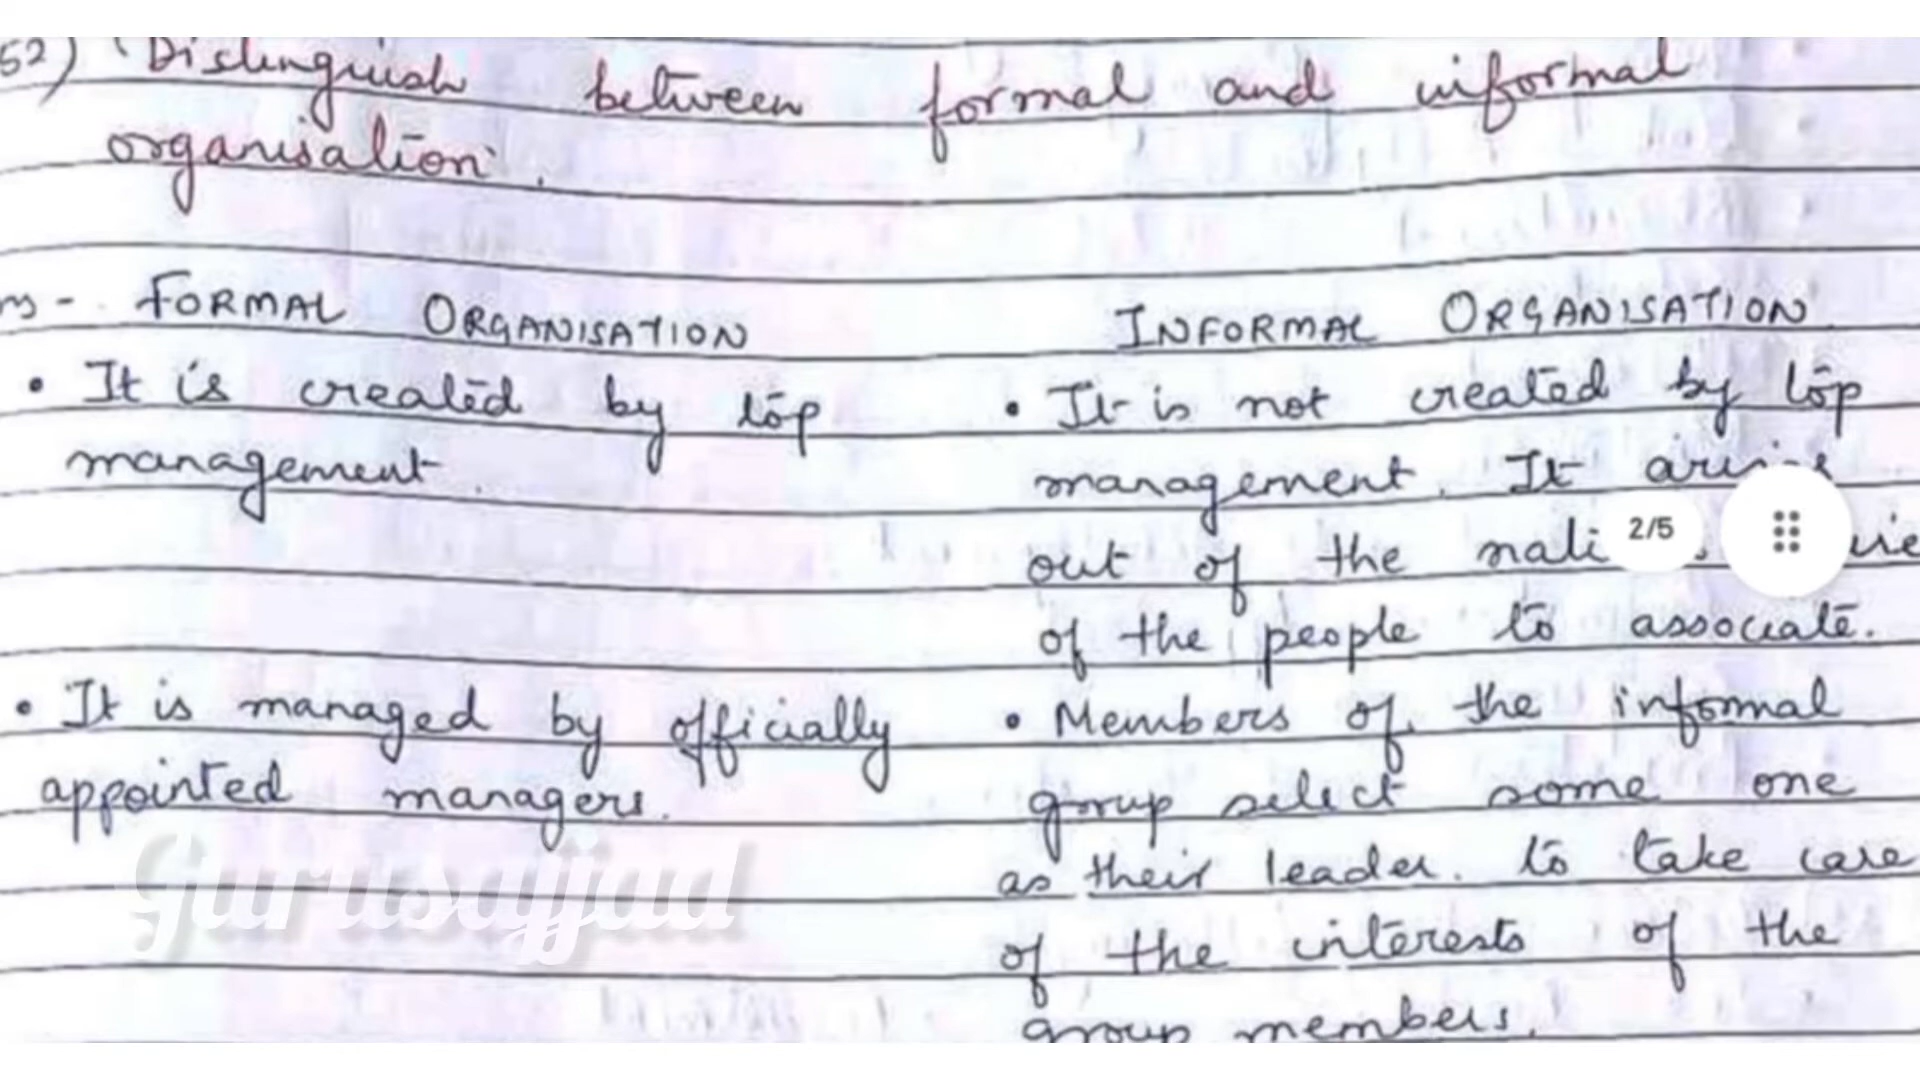 52) Distinguish between formal and informal
organisation.
ns - FORMAL ORGANISATION
• It is created by top
management.
• It is managed by officially
appointed managers.
INFORMAL ORGANISATION
• It is not created by top
management. It
out of the
of the people to associate.
• Members of the informal
group select some one
as their leader. to take care
of the interests of the
group members.
2/5
Gurusajjad